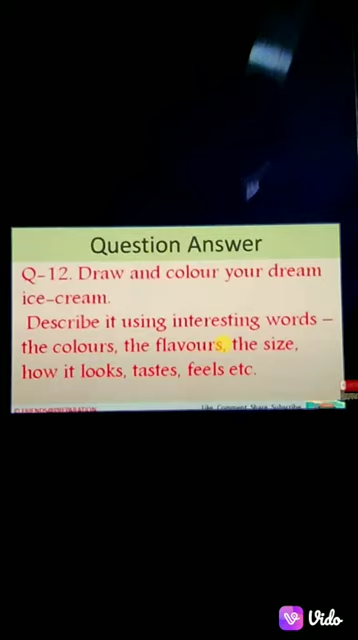 Question Answer
Q-12. Draw and colour your dream
ice-cream.
Describe it using interesting words –
the colours, the flavours, the size,
how it looks, tastes, feels etc.
Like Comment Share Subscribe
Vido